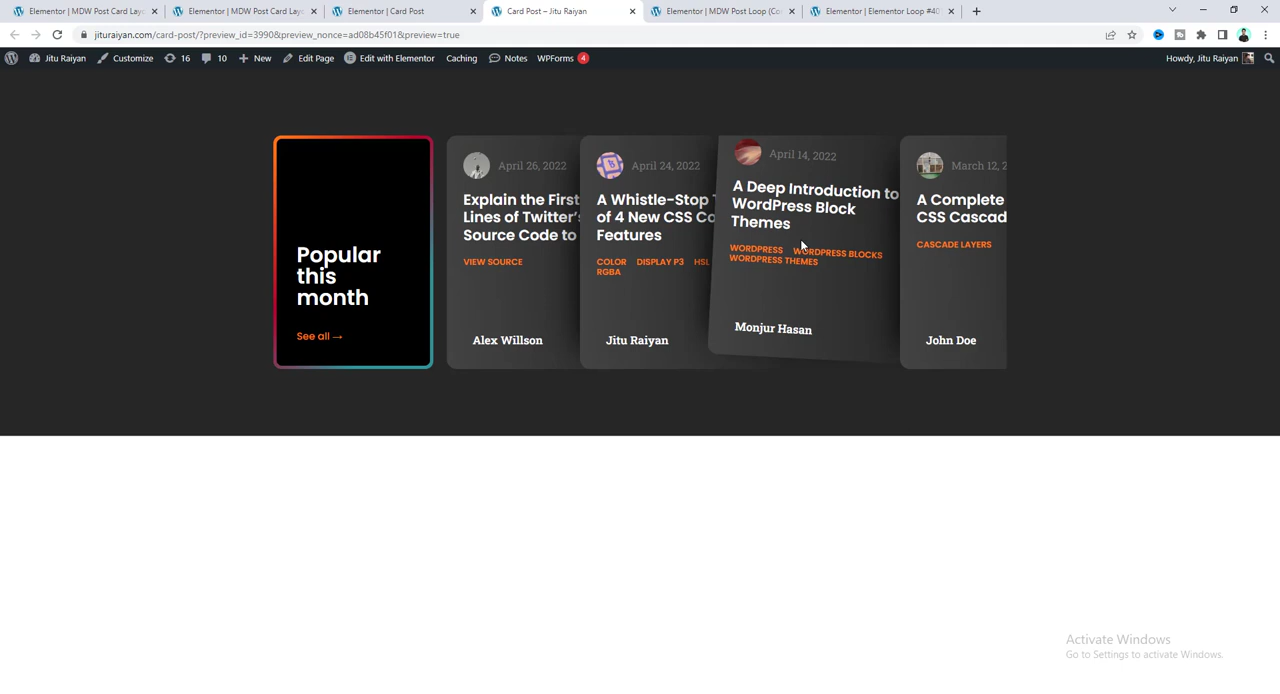 Elementor | MDW Post Card Layo
Elementor | MDW Post Card Layo
Elementor | Card Post
Card Post – Jitu Raiyan
Elementor | MDW Post Loop (Co
Elementor | Elementor Loop #40
jituraiyan.com/card-post/?preview_id=3990&preview_nonce=ad08b45f01&preview=true
Jitu Raiyan
Customize
16
10
New
Edit Page
Edit with Elementor
Caching
Notes
WPForms 4
Howdy, Jitu Raiyan
Popular
this
month
See all →
April 26, 2022
Explain the First
Lines of Twitter's
Source Code to
VIEW SOURCE
Alex Willson
April 24, 2022
A Whistle-Stop T
of 4 New CSS Co
Features
COLOR DISPLAY P3 HSL
RGBA
Jitu Raiyan
April 14, 2022
A Deep Introduction to
WordPress Block
Themes
WORDPRESS WORDPRESS BLOCKS
WORDPRESS THEMES
Monjur Hasan
March 12, 2
A Complete
CSS Cascad
CASCADE LAYERS
John Doe
Activate Windows
Go to Settings to activate Windows.